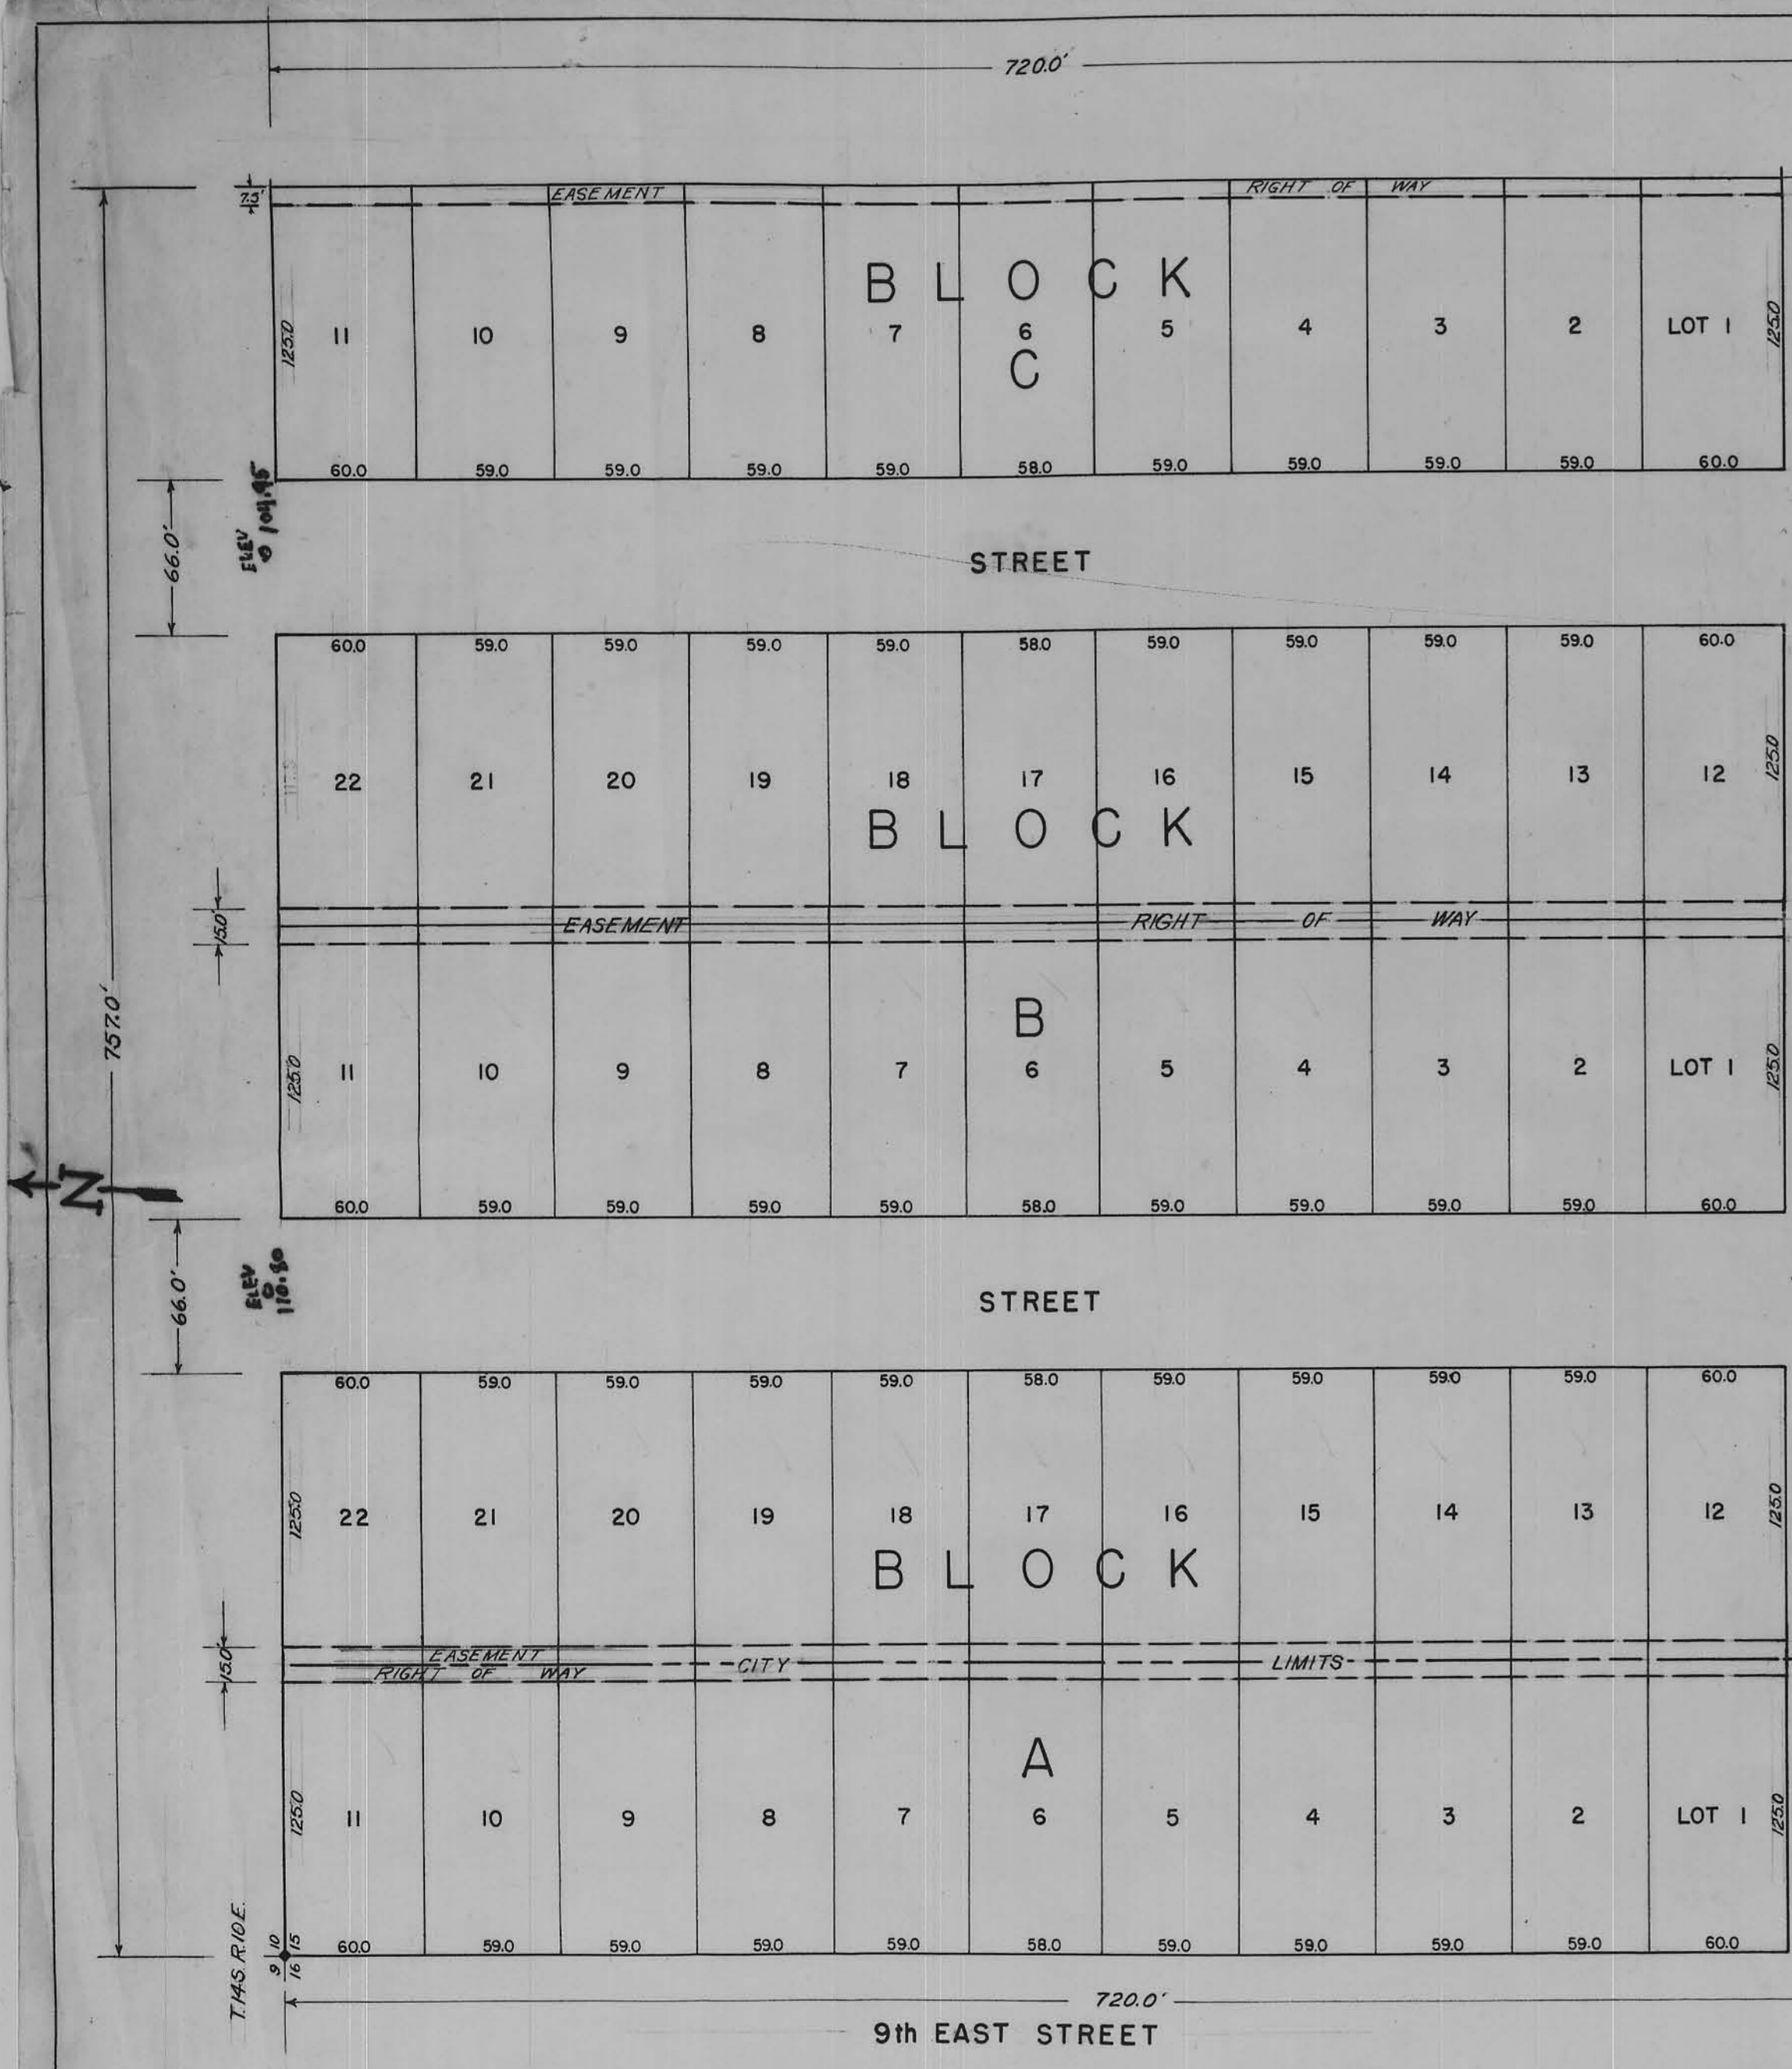 720.0'
7.5'
EASEMENT RIGHT OF WAY
BLOCK
125.0 11 10 9 8 7 6 5 4 3 2 LOT 1 125.0
C
60.0 59.0 59.0 59.0 59.0 58.0 59.0 59.0 59.0 59.0 60.0
ELEV
104.95
66.0'
STREET
60.0 59.0 59.0 59.0 59.0 58.0 59.0 59.0 59.0 59.0 60.0
22 21 20 19 18 17 16 15 14 13 12 125.0
BLOCK
15.0'
EASEMENT RIGHT OF WAY
757.0'
B
125.0 11 10 9 8 7 6 5 4 3 2 LOT 1 125.0
N
60.0 59.0 59.0 59.0 59.0 58.0 59.0 59.0 59.0 59.0 60.0
ELEV
110.80
66.0'
STREET
60.0 59.0 59.0 59.0 59.0 58.0 59.0 59.0 59.0 59.0 60.0
125.0 22 21 20 19 18 17 16 15 14 13 12 125.0
BLOCK
15.0'
EASEMENT
RIGHT OF WAY CITY LIMITS
A
125.0 11 10 9 8 7 6 5 4 3 2 LOT 1 125.0
T.14S. R.10E.
9 10
16 15
60.0 59.0 59.0 59.0 59.0 58.0 59.0 59.0 59.0 59.0 60.0
720.0'
9th EAST STREET